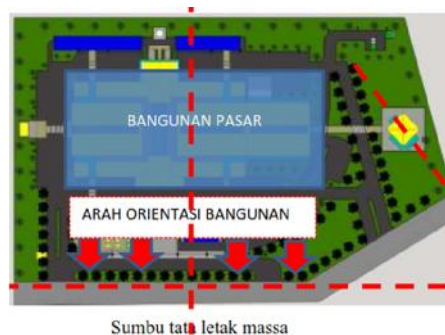 BANGUNAN PASAR
ARAH ORIENTASI BANGUNAN
Sumbu tata letak massa